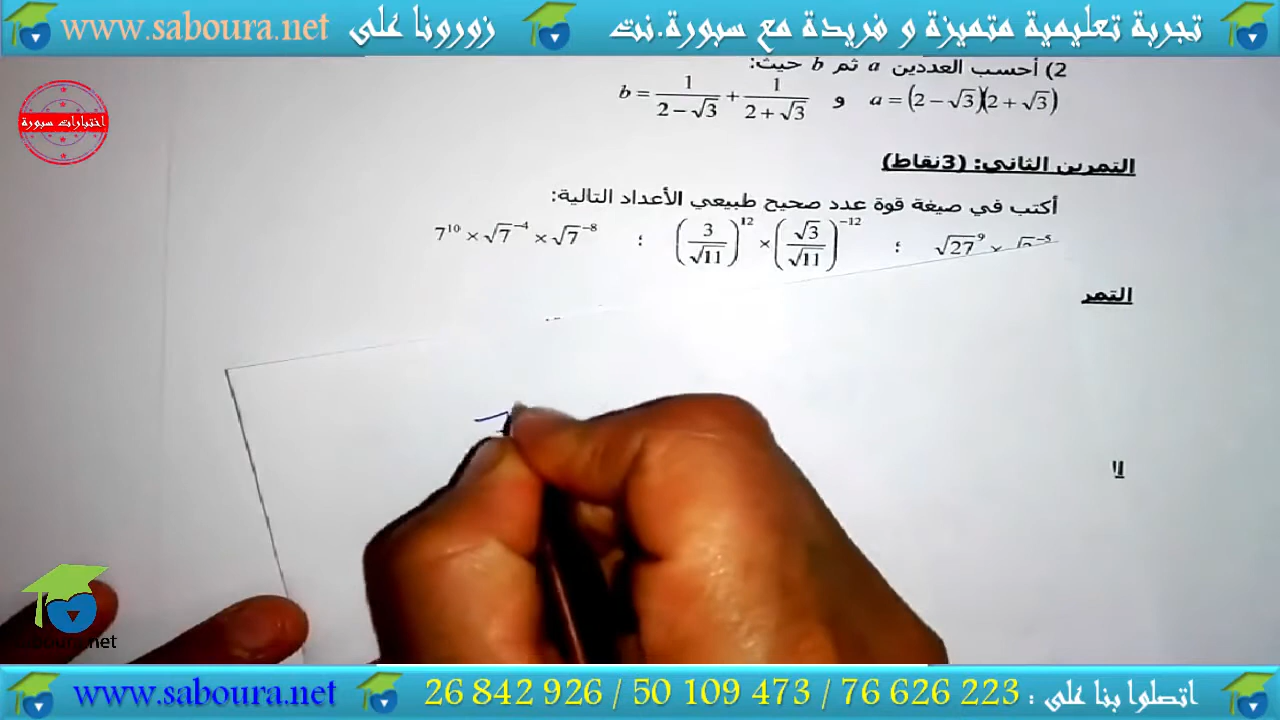 تجربة تعليمية متميزة و فريدة مع سبورة.نت زورونا على www.saboura.net
اختبارات سبورة
2) أحسب العددين a ثم b حيث:
a = (2 − √3)(2 + √3) و b = 1/(2 − √3) + 1/(2 + √3)
التمرين الثاني: (3نقاط)
أكتب في صيغة قوة عدد صحيح طبيعي الأعداد التالية:
√27⁹ × ؛ (3/√11)¹² × (√3/√11)⁻¹² ؛ 7¹⁰ × √7⁻⁴ × √7⁻⁸
التمر
لا
saboura.net
اتصلوا بنا على : 26 842 926 / 50 109 473 / 76 626 223 www.saboura.net